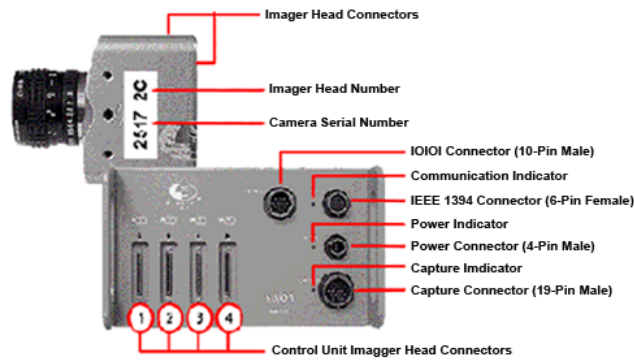 Imager Head Connectors
Imager Head Number
2517 2C
Camera Serial Number
IOIOI Connector (10-Pin Male)
Communication Indicator
IEEE 1394 Connector (6-Pin Female)
Power Indicator
Power Connector (4-Pin Male)
Capture Imdicator
Capture Connector (19-Pin Male)
1 2 3 4
Control Unit Imagger Head Connectors